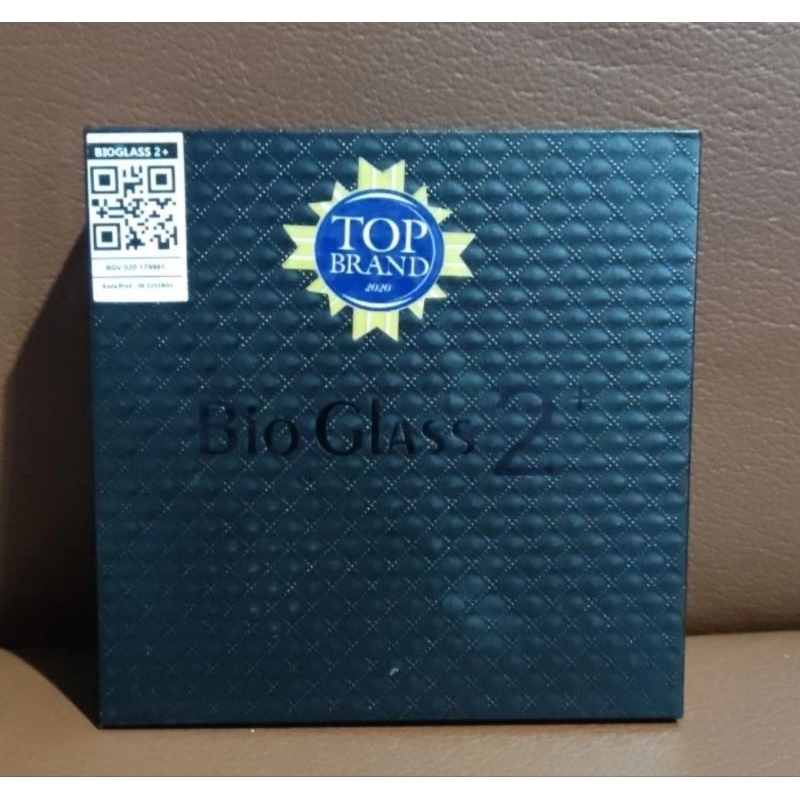 BIOGLASS 2+
TOP
BRAND
2020
Bio Glass 2+